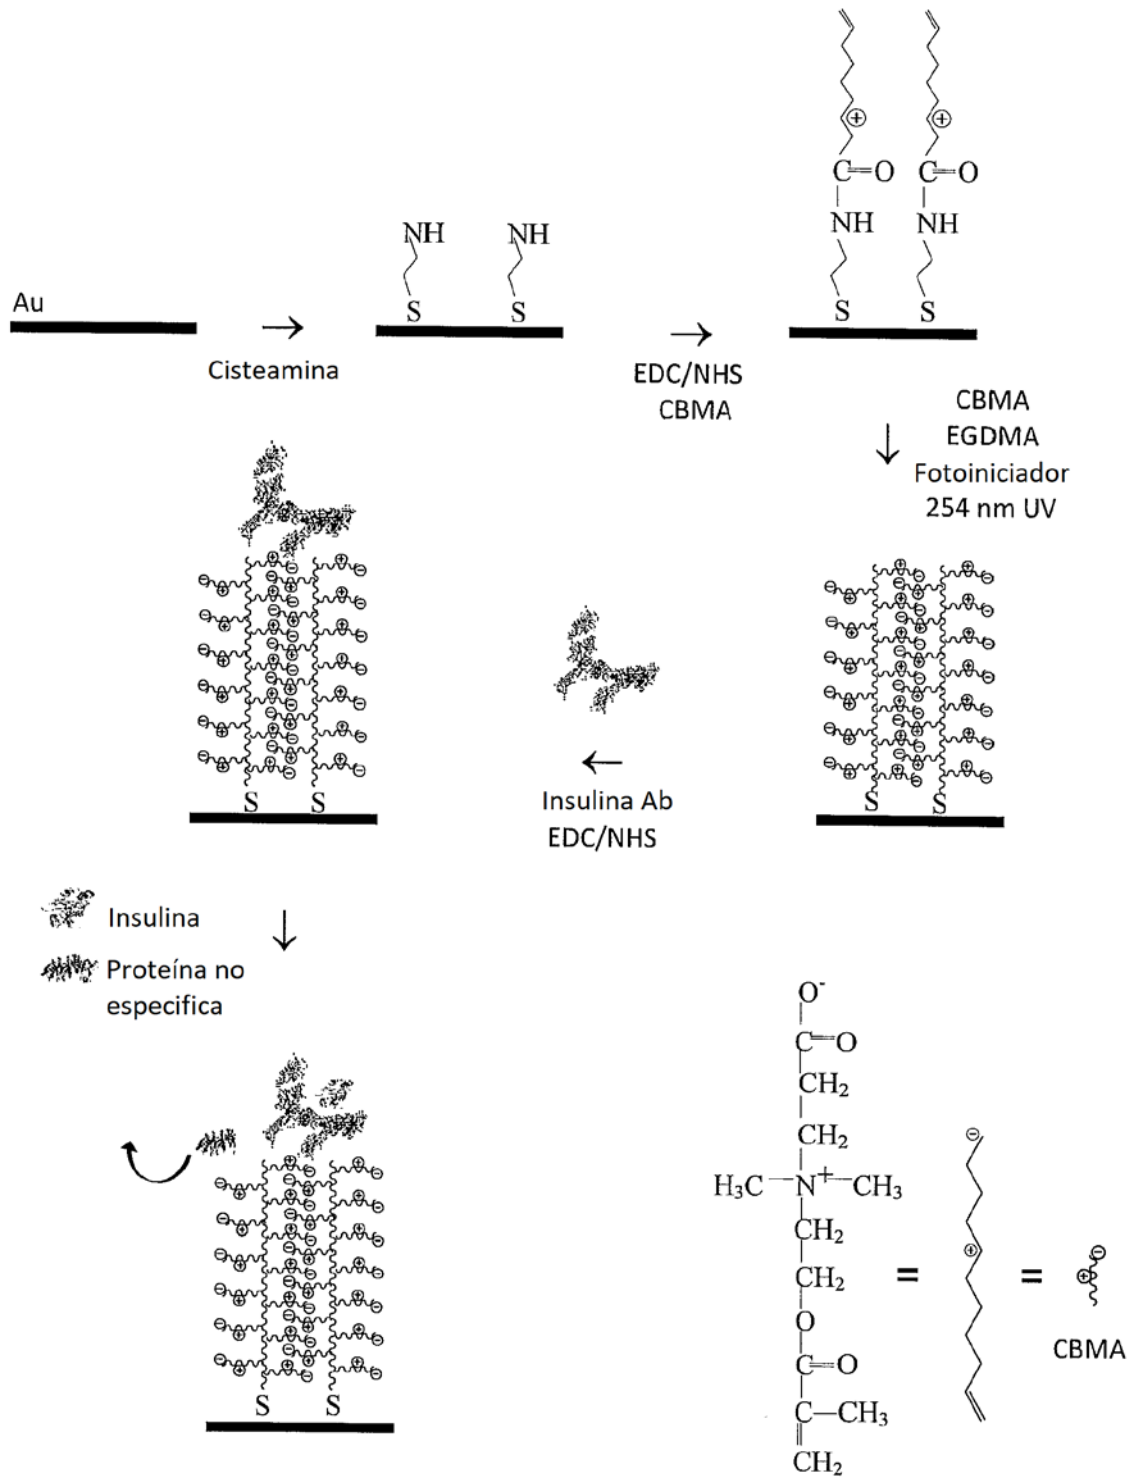 C=O C=O
NH NH
S S
NH NH
S S
Au
Cisteamina
EDC/NHS
CBMA
CBMA
EGDMA
Fotoiniciador
254 nm UV
S S
Insulina Ab
EDC/NHS
S S
Insulina
Proteína no
especifica
S S
O⁻
C=O
CH₂
CH₂
H₃C—N⁺—CH₃
CH₂
CH₂
O
C=O
C—CH₃
CH₂
= =
CBMA